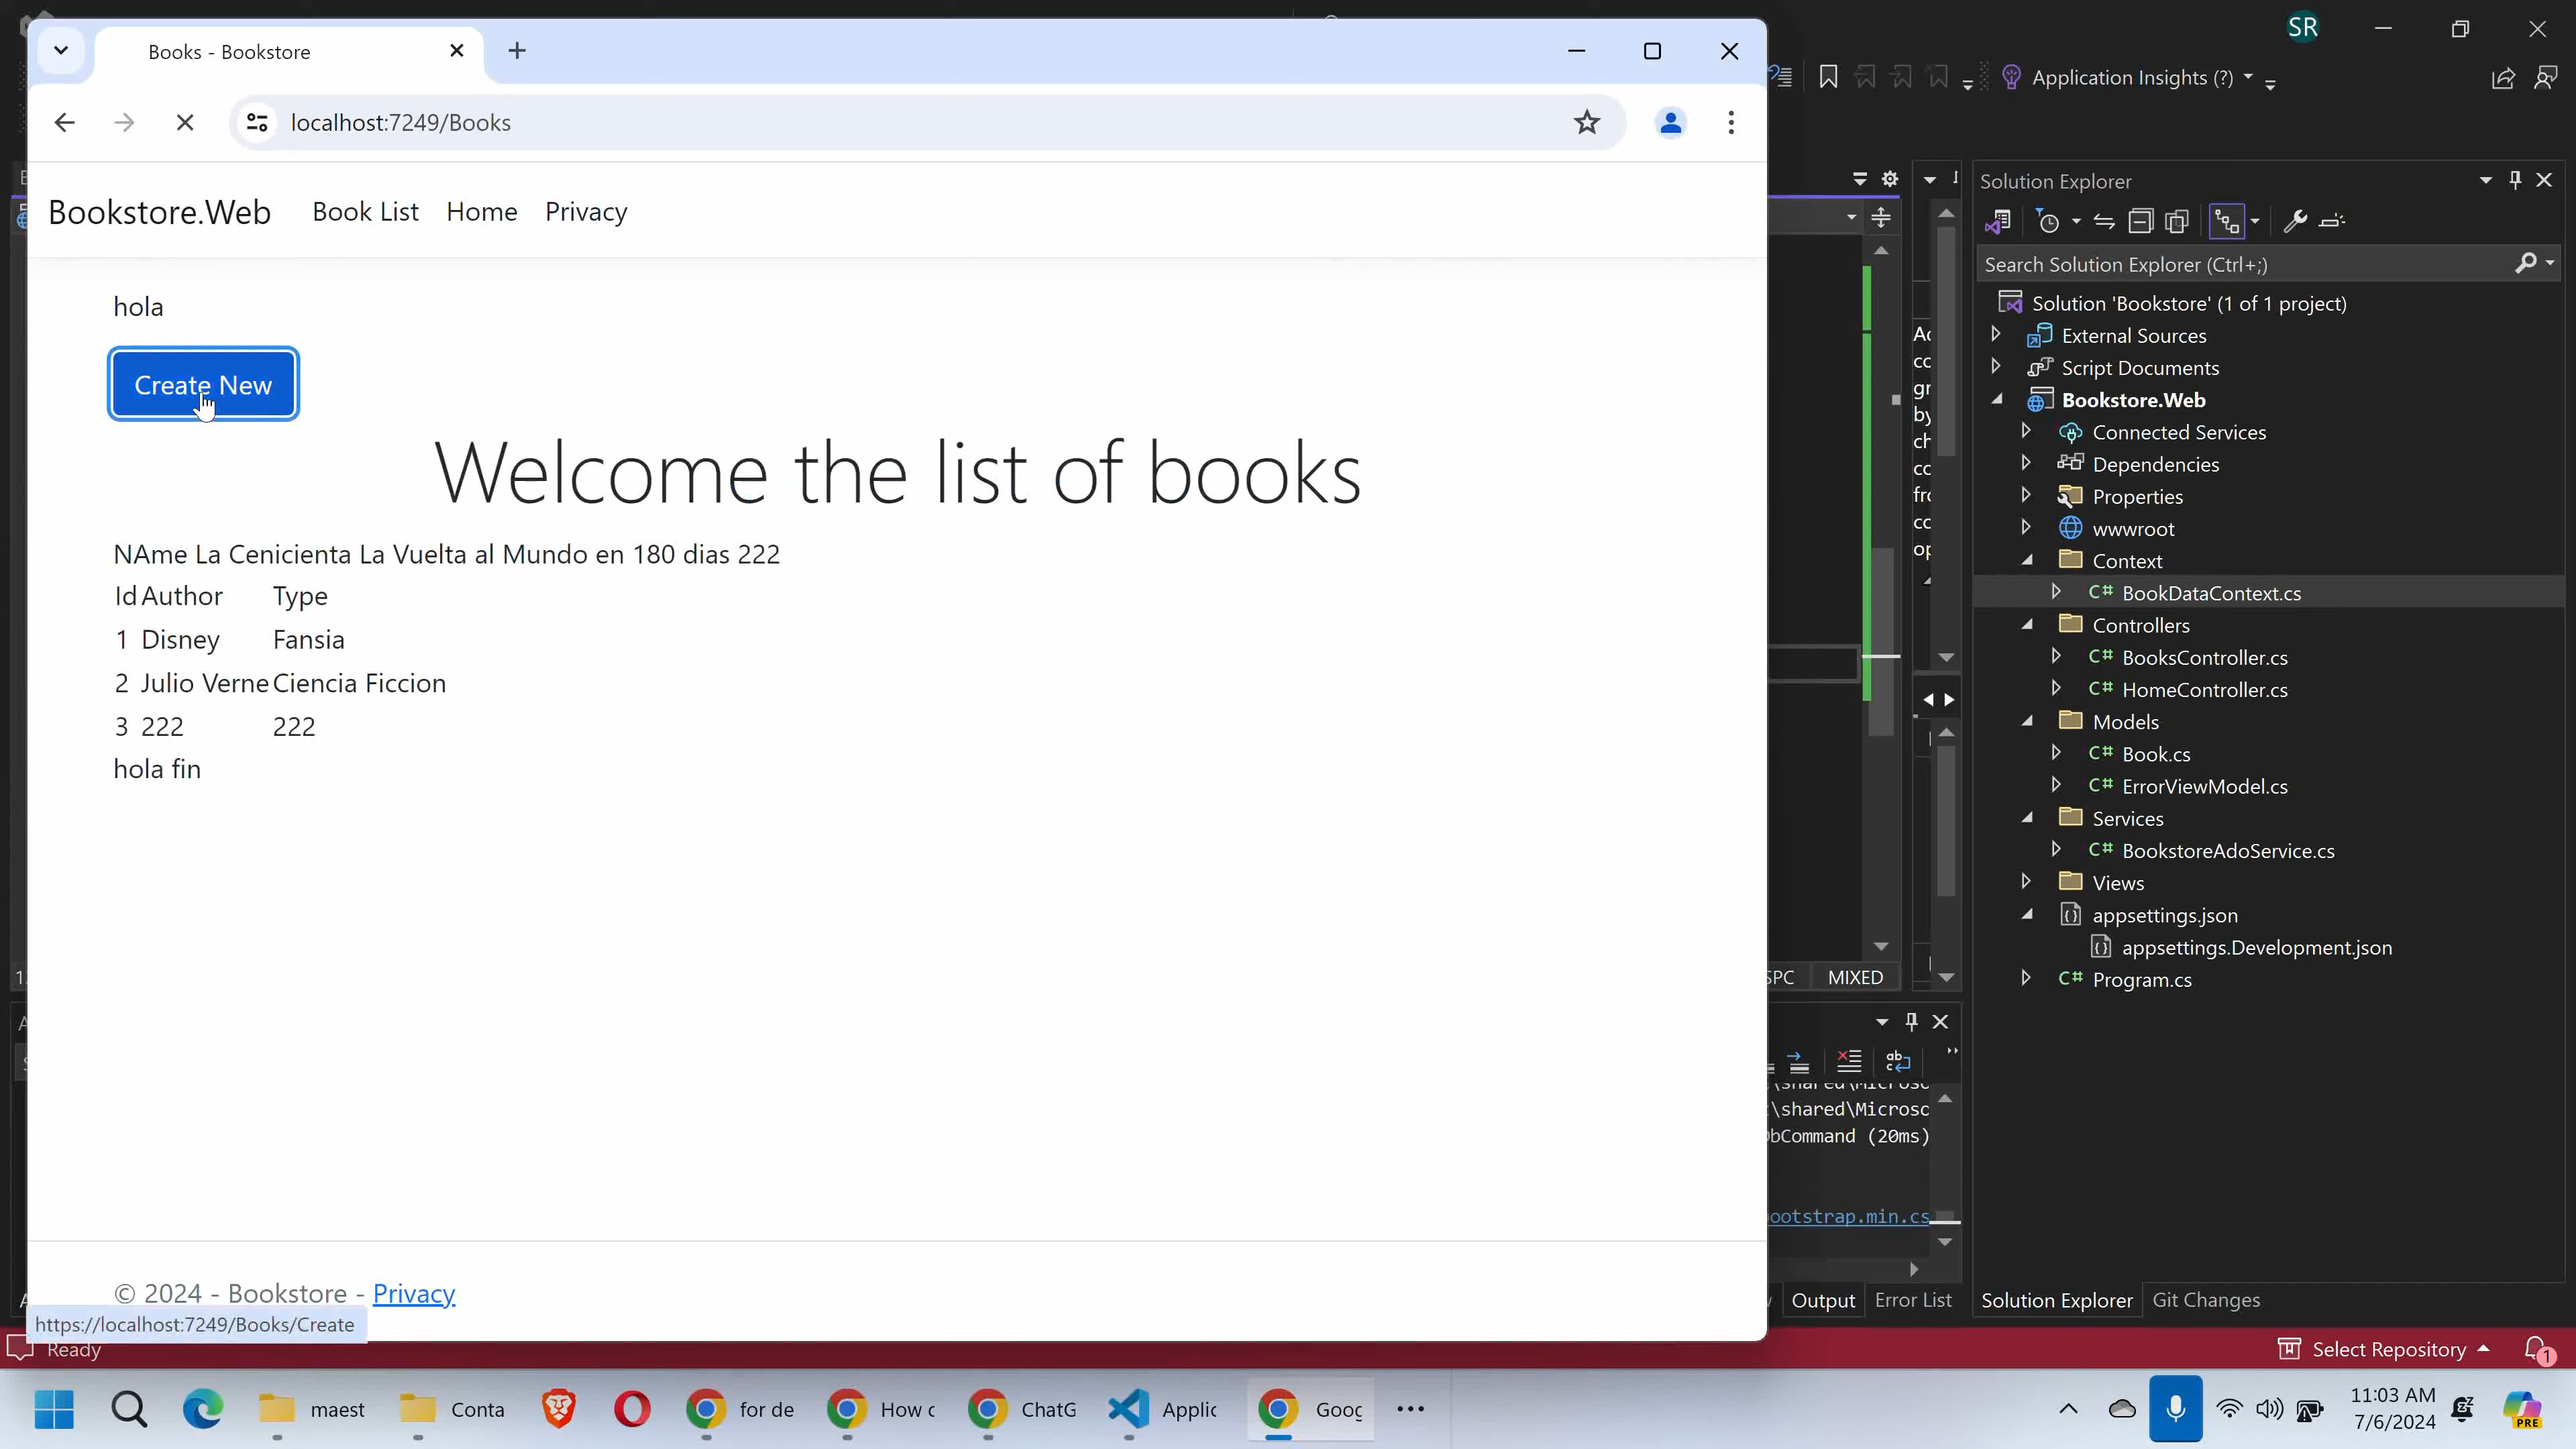 SR
Books - Bookstore
Application Insights (?)
localhost:7249/Books
Bookstore.Web Book List Home Privacy
hola
Create New
Welcome the list of books
NAme La Cenicienta La Vuelta al Mundo en 180 dias 222
Id Author Type
1 Disney Fansia
2 Julio Verne Ciencia Ficcion
3 222 222
hola fin
© 2024 - Bookstore - Privacy
https://localhost:7249/Books/Create
Ready
MIXED
\shared\Microsc
bCommand (20ms)
ootstrap.min.cs
Output Error List
Solution Explorer
Search Solution Explorer (Ctrl+;)
Solution 'Bookstore' (1 of 1 project)
External Sources
Script Documents
Bookstore.Web
Connected Services
Dependencies
Properties
wwwroot
Context
C# BookDataContext.cs
Controllers
C# BooksController.cs
C# HomeController.cs
Models
C# Book.cs
C# ErrorViewModel.cs
Services
C# BookstoreAdoService.cs
Views
appsettings.json
appsettings.Development.json
C# Program.cs
Solution Explorer Git Changes
Select Repository 1
maest Conta for de How c ChatG Applic Goog
11:03 AM
7/6/2024
PRE